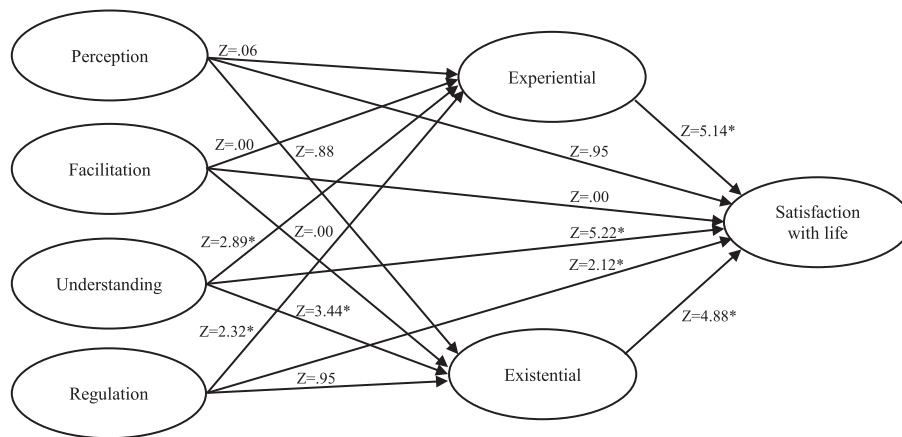 Perception
Z=.06
Experiential
Z=5.14*
Z=.00
Z=.88
Z=.95
Facilitation
Z=.00
Satisfaction
with life
Z=2.89*
Z=.00
Z=5.22*
Z=2.12*
Understanding
Z=3.44*
Z=4.88*
Z=2.32*
Z=.95
Existential
Regulation